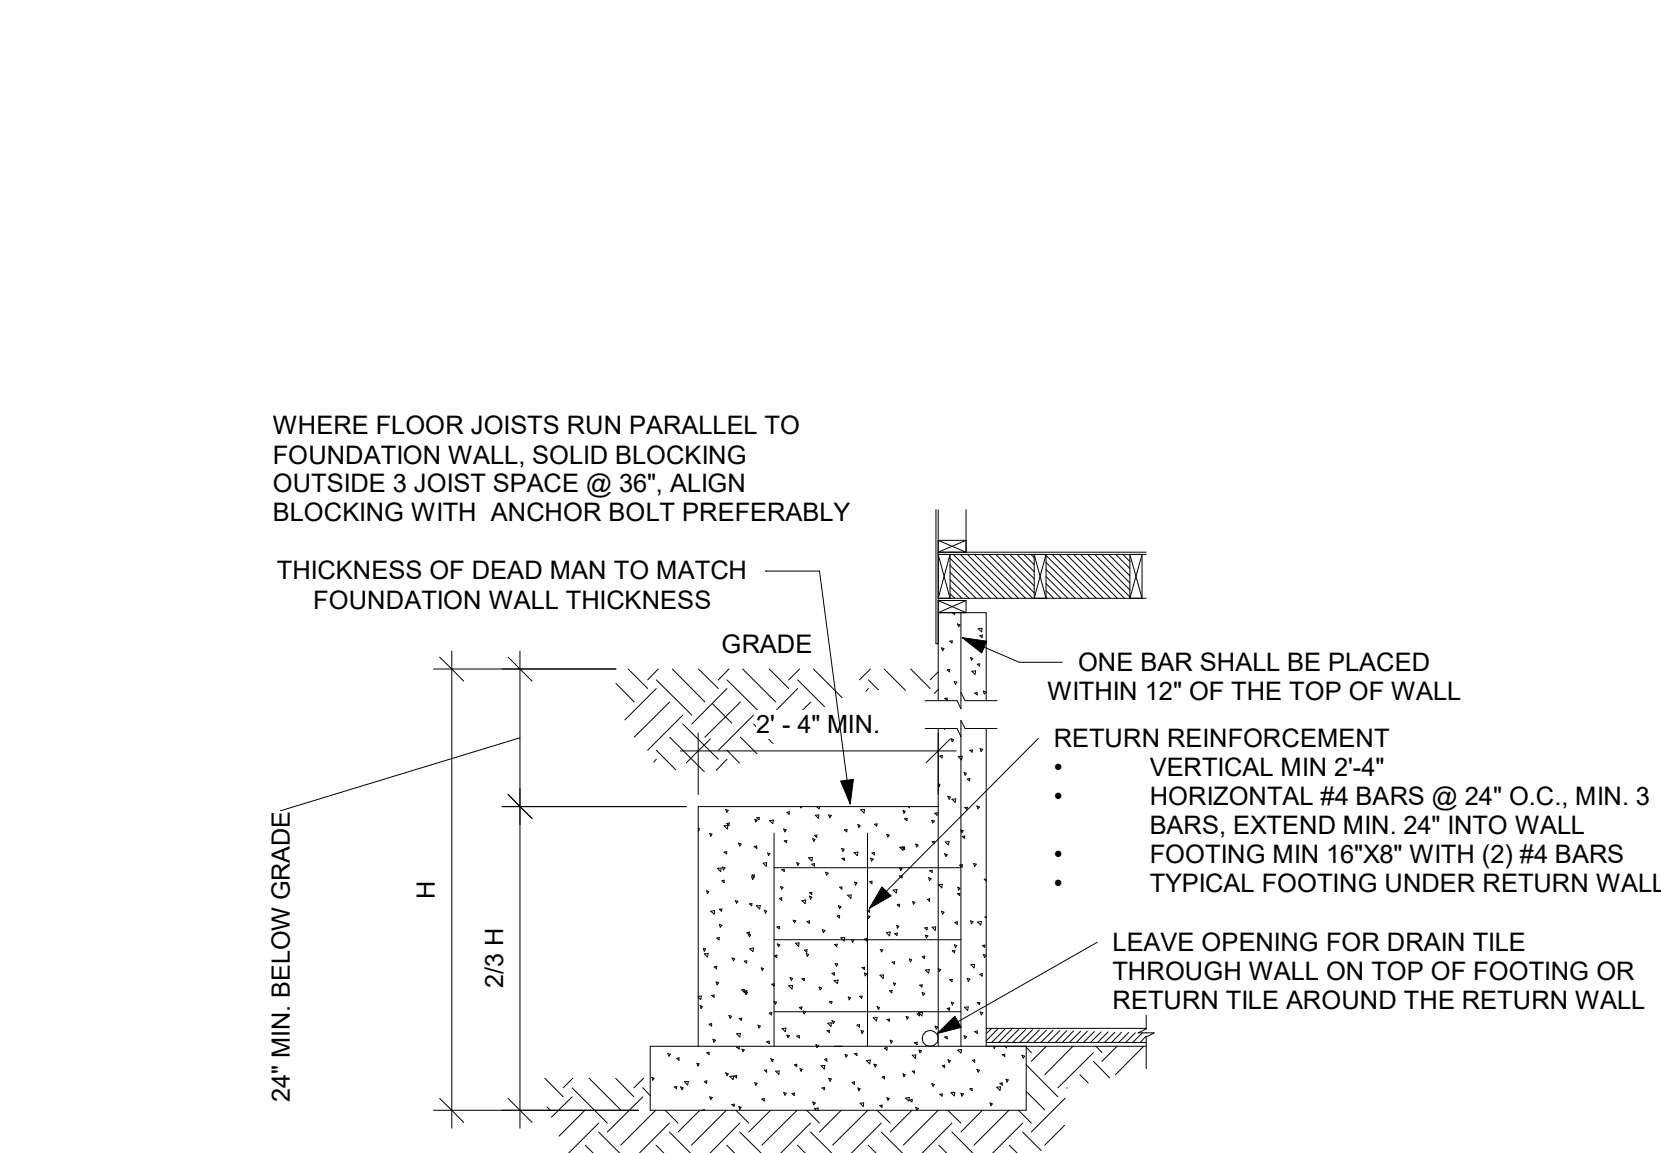 WHERE FLOOR JOISTS RUN PARALLEL TO
FOUNDATION WALL, SOLID BLOCKING
OUTSIDE 3 JOIST SPACE @ 36", ALIGN
BLOCKING WITH ANCHOR BOLT PREFERABLY
THICKNESS OF DEAD MAN TO MATCH
FOUNDATION WALL THICKNESS
GRADE
2' - 4" MIN.
24" MIN. BELOW GRADE
H
2/3 H
ONE BAR SHALL BE PLACED
WITHIN 12" OF THE TOP OF WALL
RETURN REINFORCEMENT
• VERTICAL MIN 2'-4"
• HORIZONTAL #4 BARS @ 24" O.C., MIN. 3
BARS, EXTEND MIN. 24" INTO WALL
• FOOTING MIN 16"X8" WITH (2) #4 BARS
• TYPICAL FOOTING UNDER RETURN WALL
LEAVE OPENING FOR DRAIN TILE
THROUGH WALL ON TOP OF FOOTING OR
RETURN TILE AROUND THE RETURN WALL